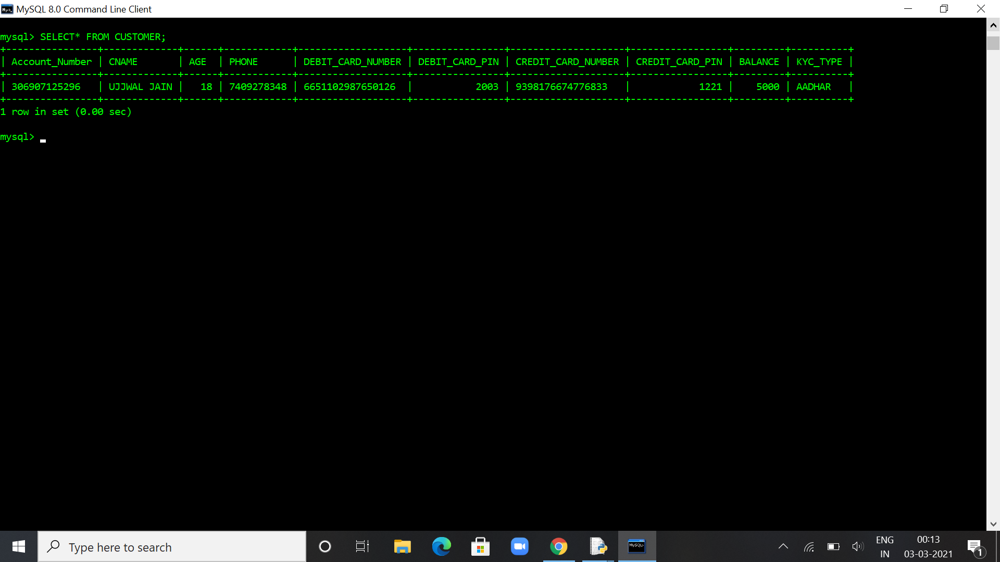 MySQL 8.0 Command Line Client
mysql> SELECT* FROM CUSTOMER;
+----------------+-------------+------+------------+-------------------+---------------+--------------------+----------------+---------+----------+
| Account_Number | CNAME | AGE | PHONE | DEBIT_CARD_NUMBER | DEBIT_CARD_PIN | CREDIT_CARD_NUMBER | CREDIT_CARD_PIN | BALANCE | KYC_TYPE |
+----------------+-------------+------+------------+-------------------+---------------+--------------------+----------------+---------+----------+
| 306907125296 | UJJWAL JAIN | 18 | 7409278348 | 6651102987650126 | 2003 | 9398176674776833 | 1221 | 5000 | AADHAR |
+----------------+-------------+------+------------+-------------------+---------------+--------------------+----------------+---------+----------+
1 row in set (0.00 sec)
mysql>
Type here to search
MySQL>
ENG
IN
00:13
03-03-2021
1